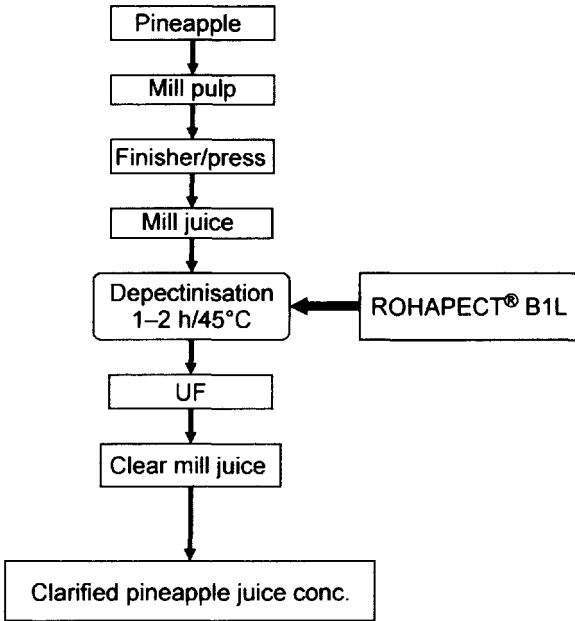 Pineapple
Mill pulp
Finisher/press
Mill juice
Depectinisation
1–2 h/45°C
ROHAPECT® B1L
UF
Clear mill juice
Clarified pineapple juice conc.